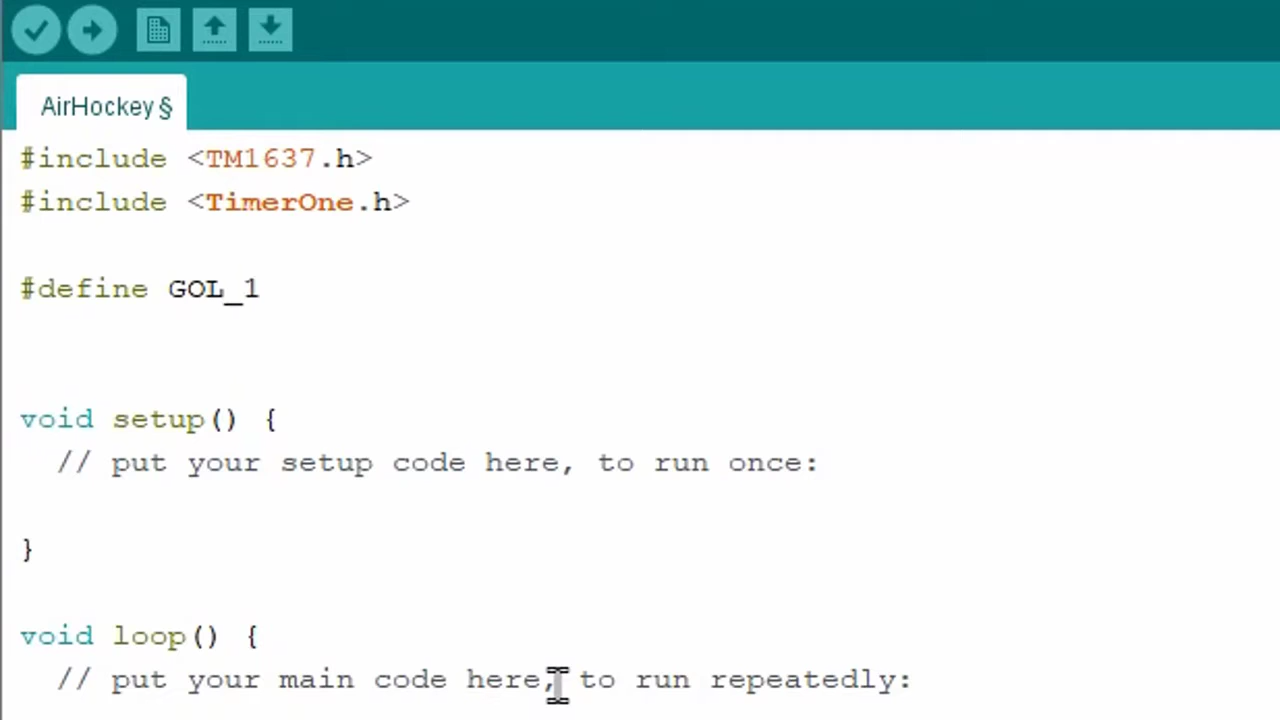 AirHockey §
#include <TM1637.h>
#include <TimerOne.h>
#define GOL_1
void setup() {
// put your setup code here, to run once:
}
void loop() {
// put your main code here, to run repeatedly: